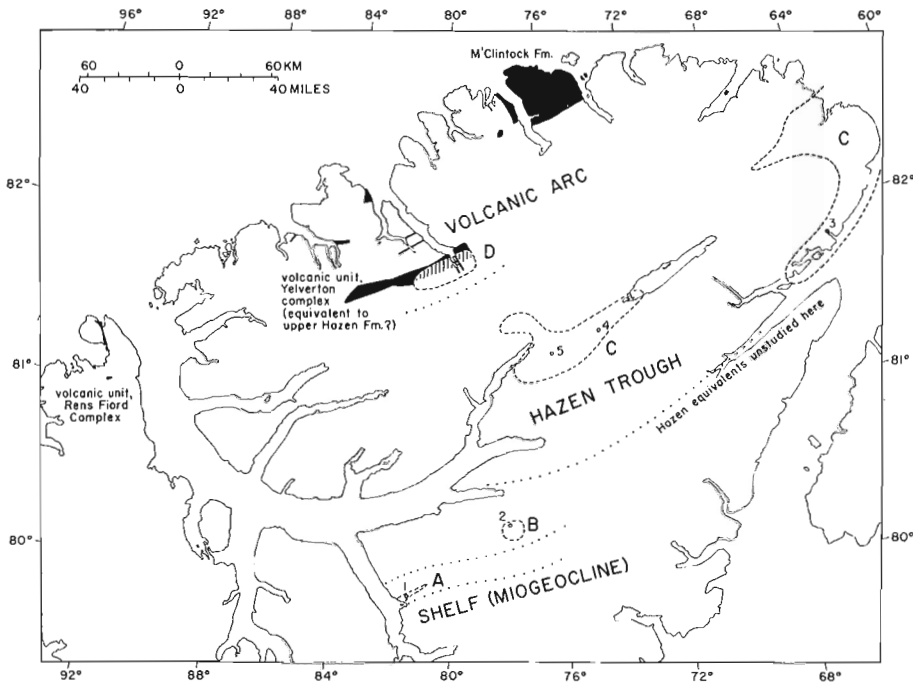 96° 92° 88° 84° 80° 76° 72° 68° 64° 60°
60 0 60 KM
40 0 40 MILES
M'Clintock Fm.
C
82°
82°
VOLCANIC ARC
3
D
volcanic unit,
Yelverton
complex
(equivalent to
upper Hazen Fm.?)
4
5
C
81°
81°
HAZEN TROUGH
Hazen equivalents unstudied here
volcanic unit,
Rens Fiord
Complex
2
B
80°
80°
1
A
SHELF (MIOGEOCLINE)
92° 88° 84° 80° 76° 72° 68°